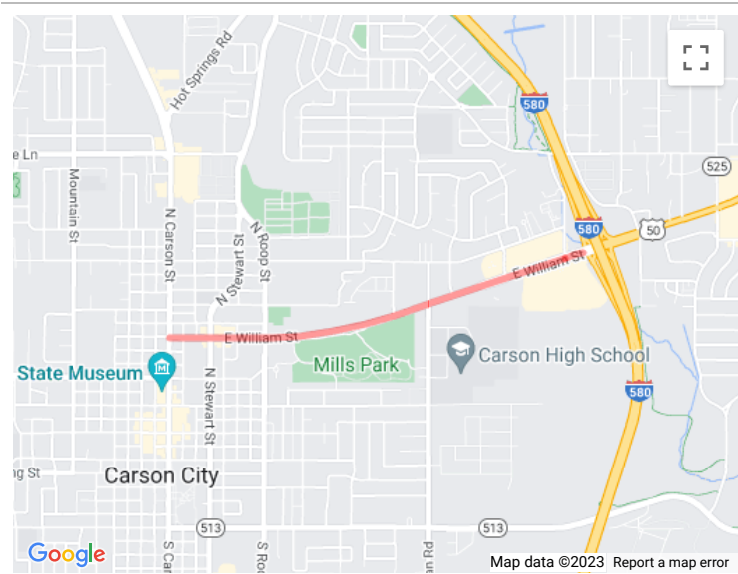 Hot Springs Rd
580
e Ln
525
Mountain St
N Carson St
N Roop St
N Stewart St
580
50
E William St
E William St
State Museum
Mills Park
Carson High School
N Stewart St
580
ng St
Carson City
513
513
S Car
S Roo
n Rd
Google
Map data ©2023
Report a map error